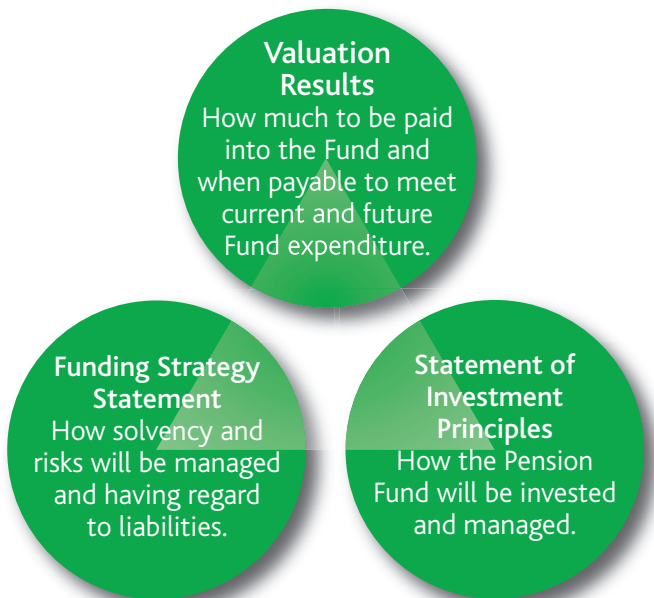 Valuation
Results
How much to be paid
into the Fund and
when payable to meet
current and future
Fund expenditure.
Funding Strategy
Statement
How solvency and
risks will be managed
and having regard
to liabilities.
Statement of
Investment
Principles
How the Pension
Fund will be invested
and managed.